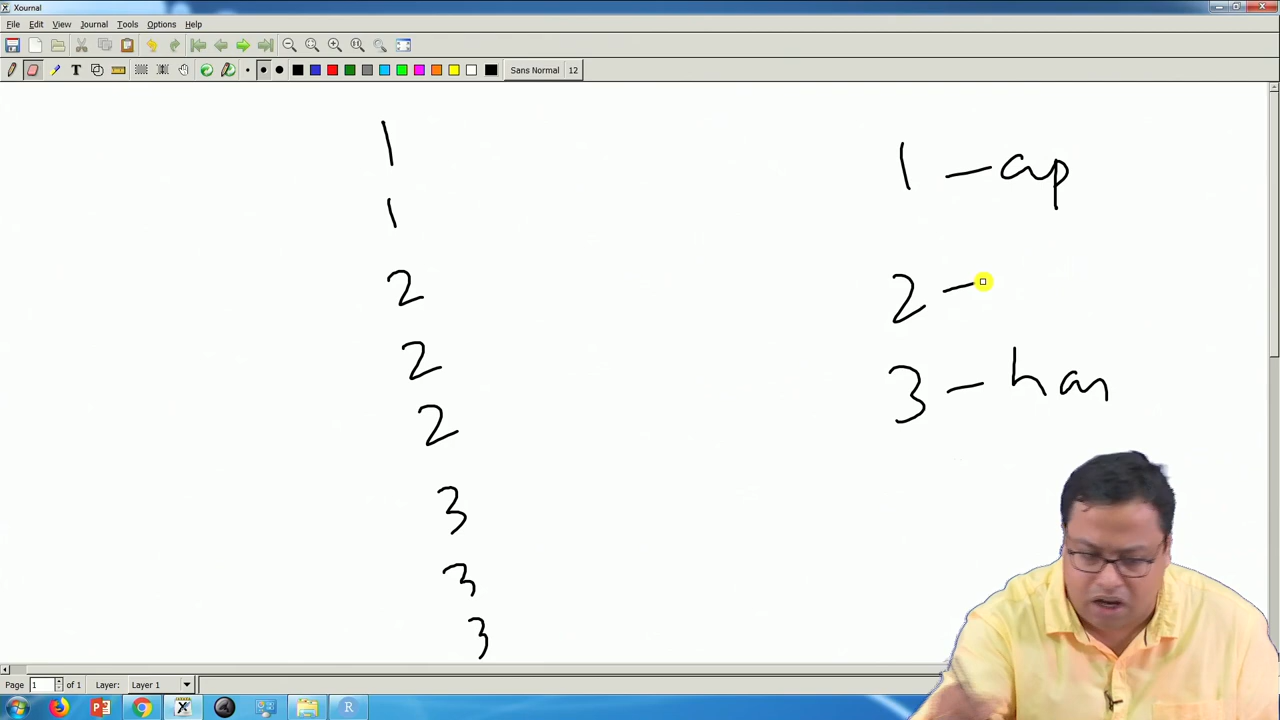 Xournal
File Edit View Journal Tools Options Help
Sans Normal 12
1
1
2
2
2
3
3
3
1 — ap
2 —
3 — han
Page 1 of 1 Layer: Layer 1